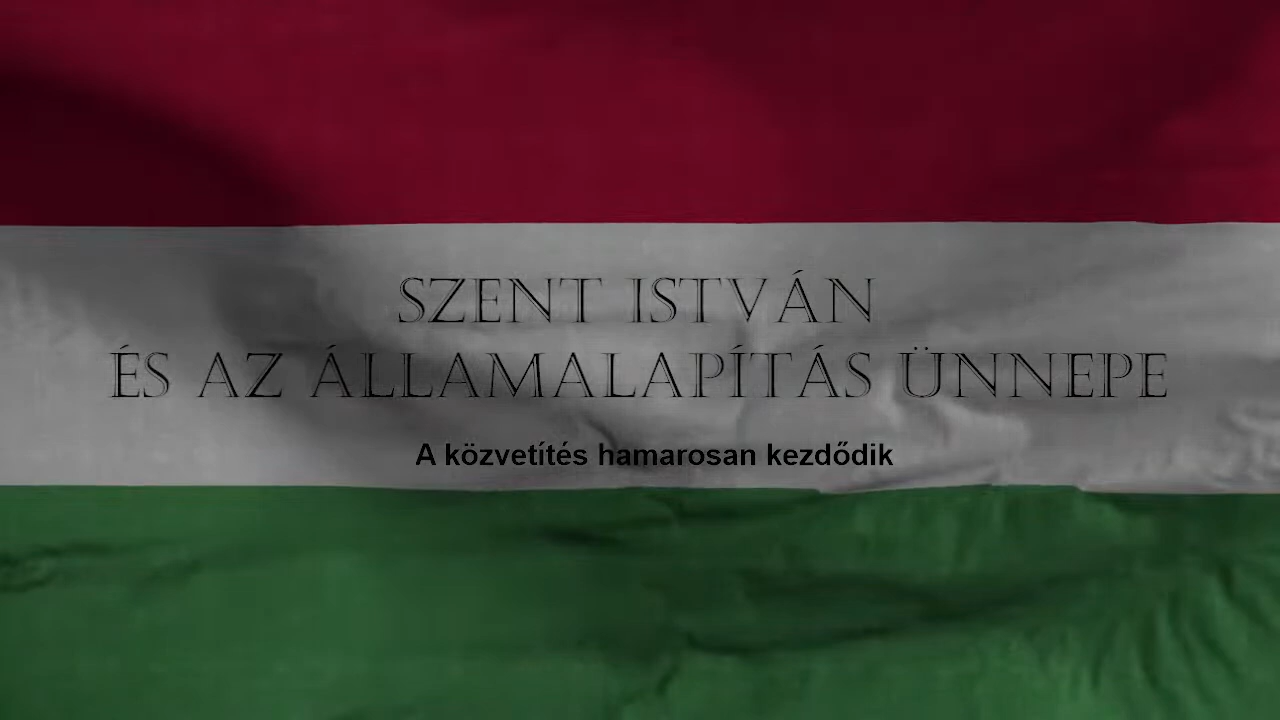 SZENT ISTVÁN
ÉS AZ ÁLLAMALAPÍTÁS ÜNNEPE
A közvetítés hamarosan kezdődik